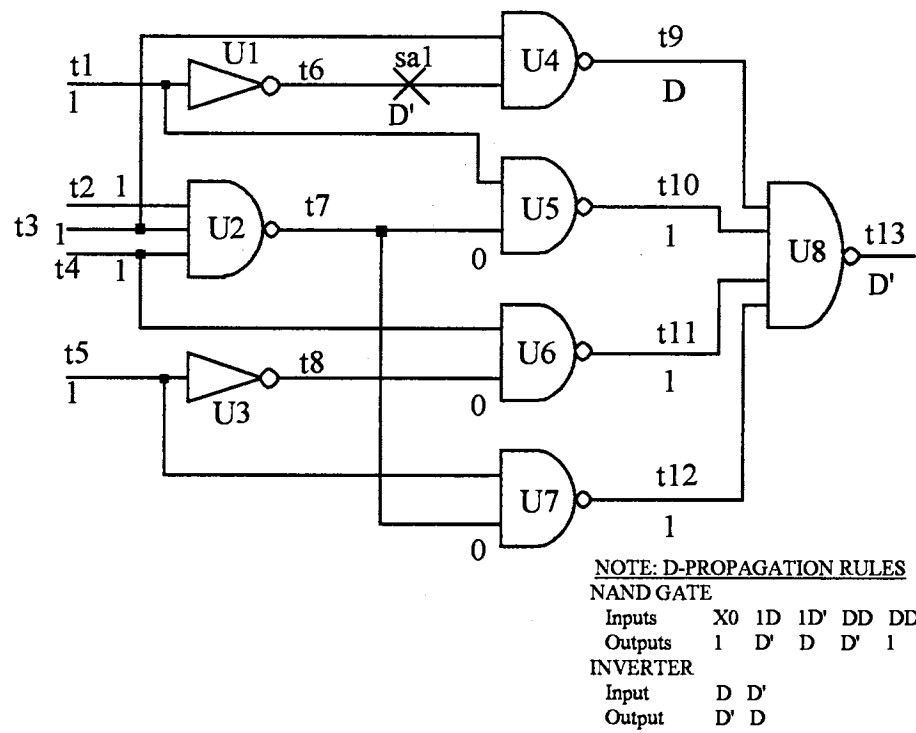 t1
1
U1
t6
sa1
D'
U4
t9
D
t2 1
t3 1
t4 1
U2
t7
U5
0
t10
1
U8
t13
D'
t5
1
U3
t8
U6
0
t11
1
U7
0
t12
1
NOTE: D-PROPAGATION RULES
NAND GATE
Inputs X0 1D 1D' DD DD
Outputs 1 D' D D' 1
INVERTER
Input D D'
Output D' D